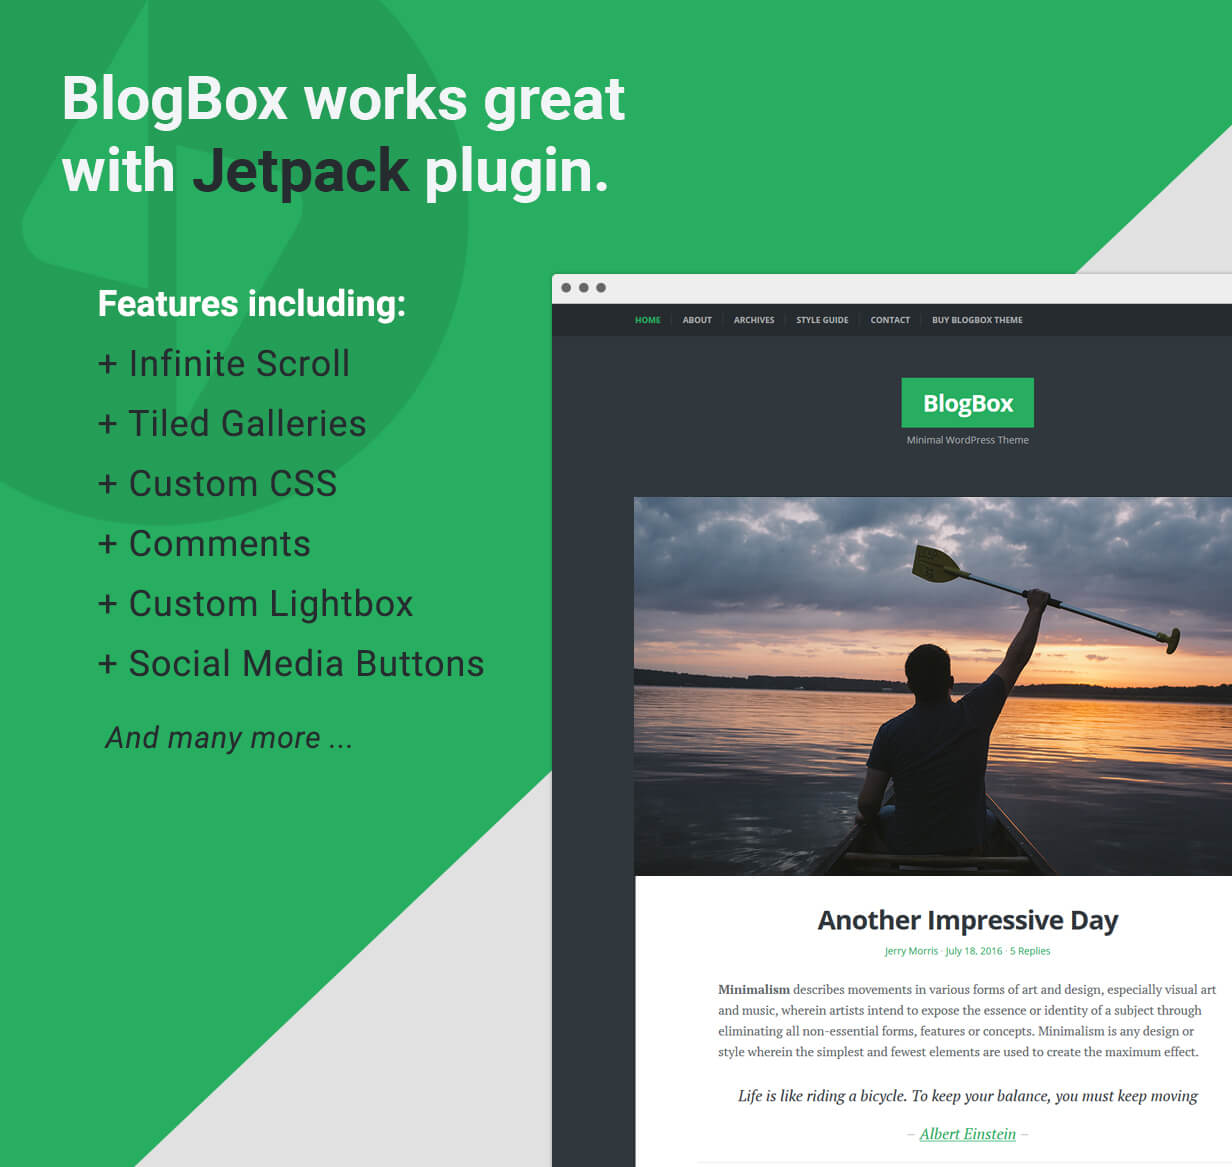 BlogBox works great
with Jetpack plugin.
Features including:
+ Infinite Scroll
+ Tiled Galleries
+ Custom CSS
+ Comments
+ Custom Lightbox
+ Social Media Buttons
And many more ...
HOME ABOUT ARCHIVES STYLE GUIDE CONTACT BUY BLOGBOX THEME
BlogBox
Minimal WordPress Theme
Another Impressive Day
Jerry Morris · July 18, 2016 · 5 Replies
Minimalism describes movements in various forms of art and design, especially visual art
and music, wherein artists intend to expose the essence or identity of a subject through
eliminating all non-essential forms, features or concepts. Minimalism is any design or
style wherein the simplest and fewest elements are used to create the maximum effect.
Life is like riding a bicycle. To keep your balance, you must keep moving
– Albert Einstein –